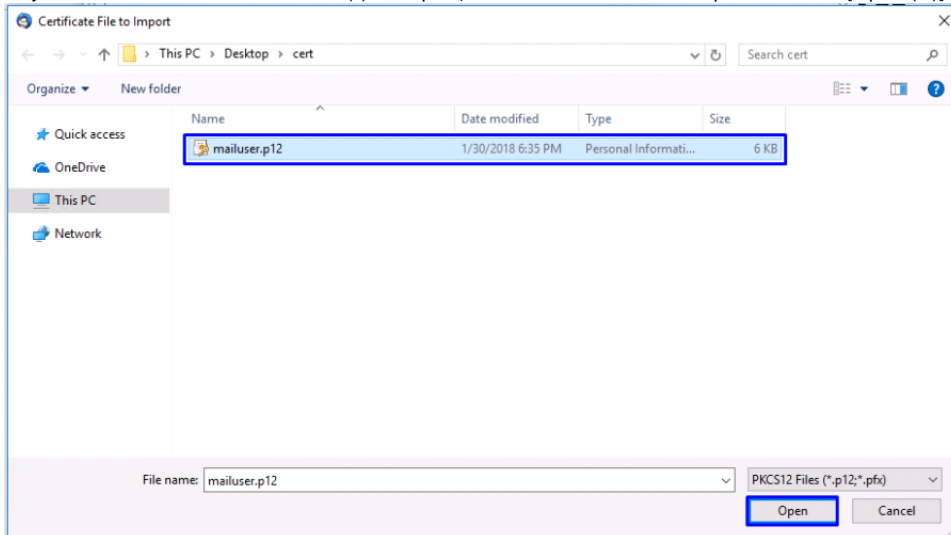 Certificate File to Import
This PC > Desktop > cert
Search cert
Organize
New folder
Name
Date modified
Type
Size
Quick access
mailuser.p12
1/30/2018 6:35 PM
Personal Informati...
6 KB
OneDrive
This PC
Network
File name:
mailuser.p12
PKCS12 Files (*.p12;*.pfx)
Open
Cancel